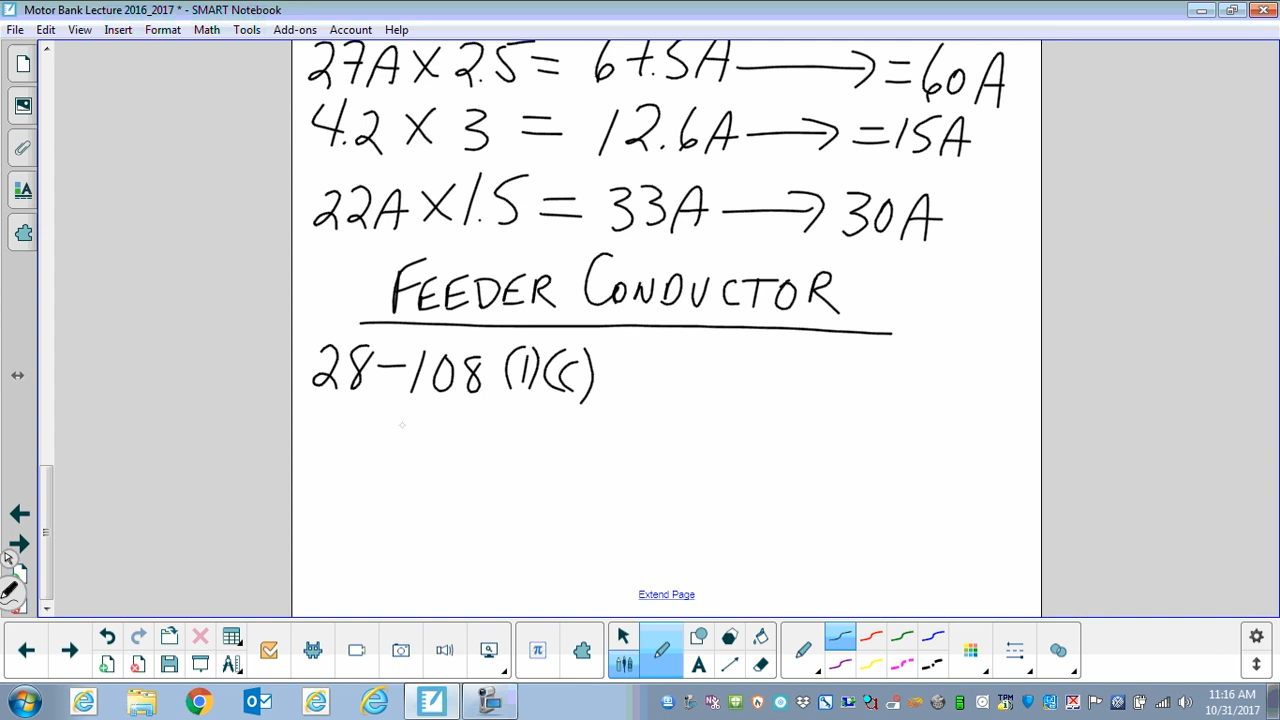 Motor Bank Lecture 2016_2017 * - SMART Notebook
File Edit View Insert Format Math Tools Add-ons Account Help
27A X 2.5 = 67.5A → = 60A
4.2 X 3 = 12.6A → = 15A
22A X 1.5 = 33A → 30A
FEEDER CONDUCTOR
28-108 (1)(c)
Extend Page
11:16 AM
10/31/2017